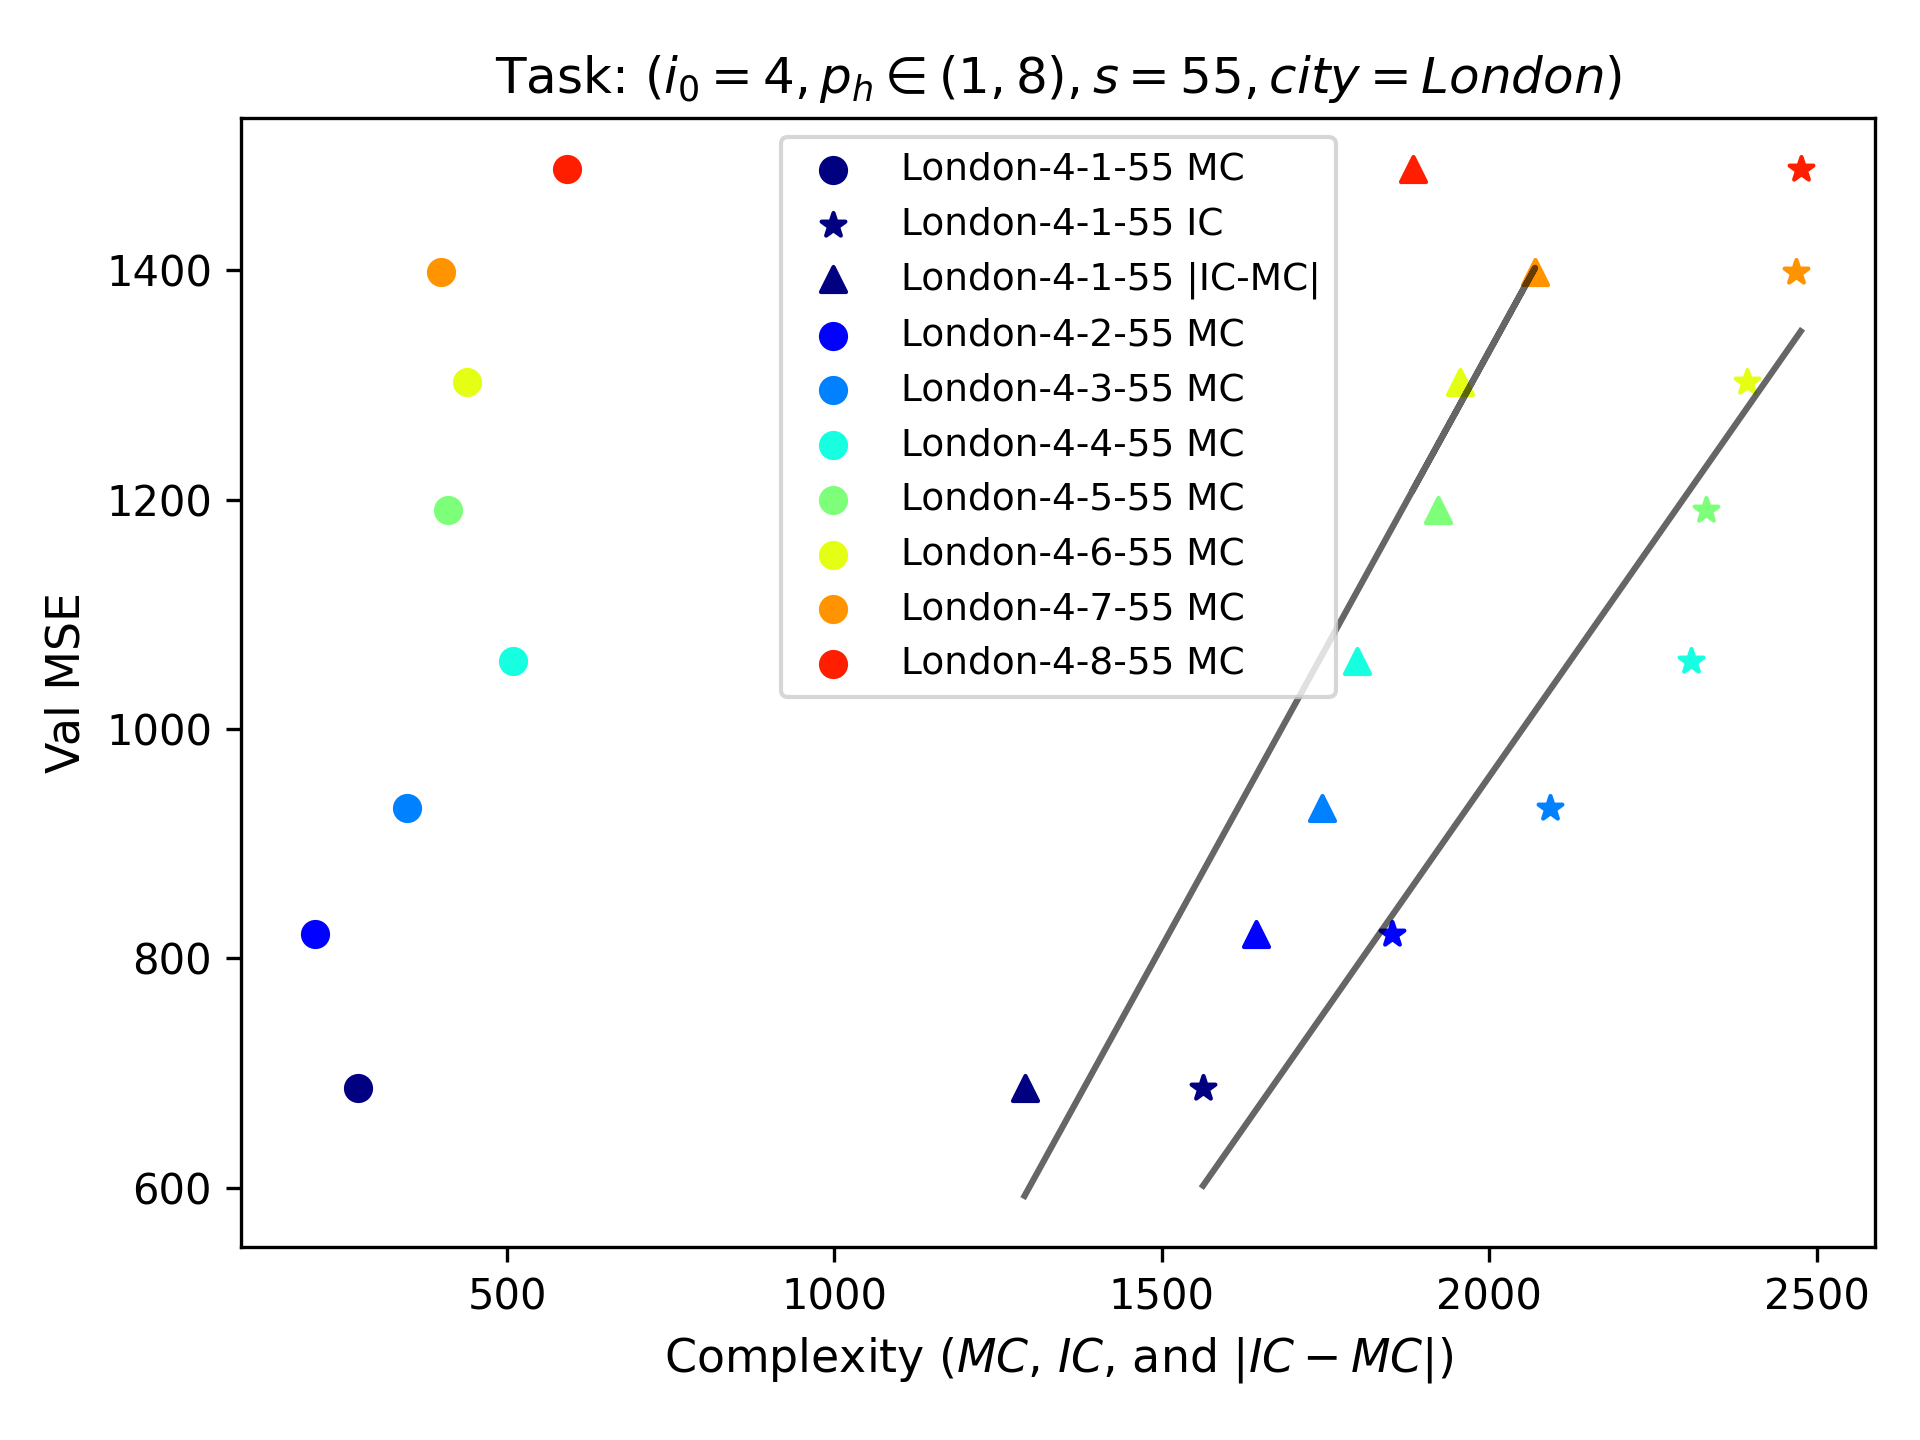 Task: (i₀ = 4, pₕ ∈ (1, 8), s = 55, city = London)
London-4-1-55 MC
London-4-1-55 IC
London-4-1-55 |IC-MC|
London-4-2-55 MC
London-4-3-55 MC
London-4-4-55 MC
London-4-5-55 MC
London-4-6-55 MC
London-4-7-55 MC
London-4-8-55 MC
1400
1200
1000
800
600
Val MSE
500 1000 1500 2000 2500
Complexity (MC, IC, and |IC − MC|)